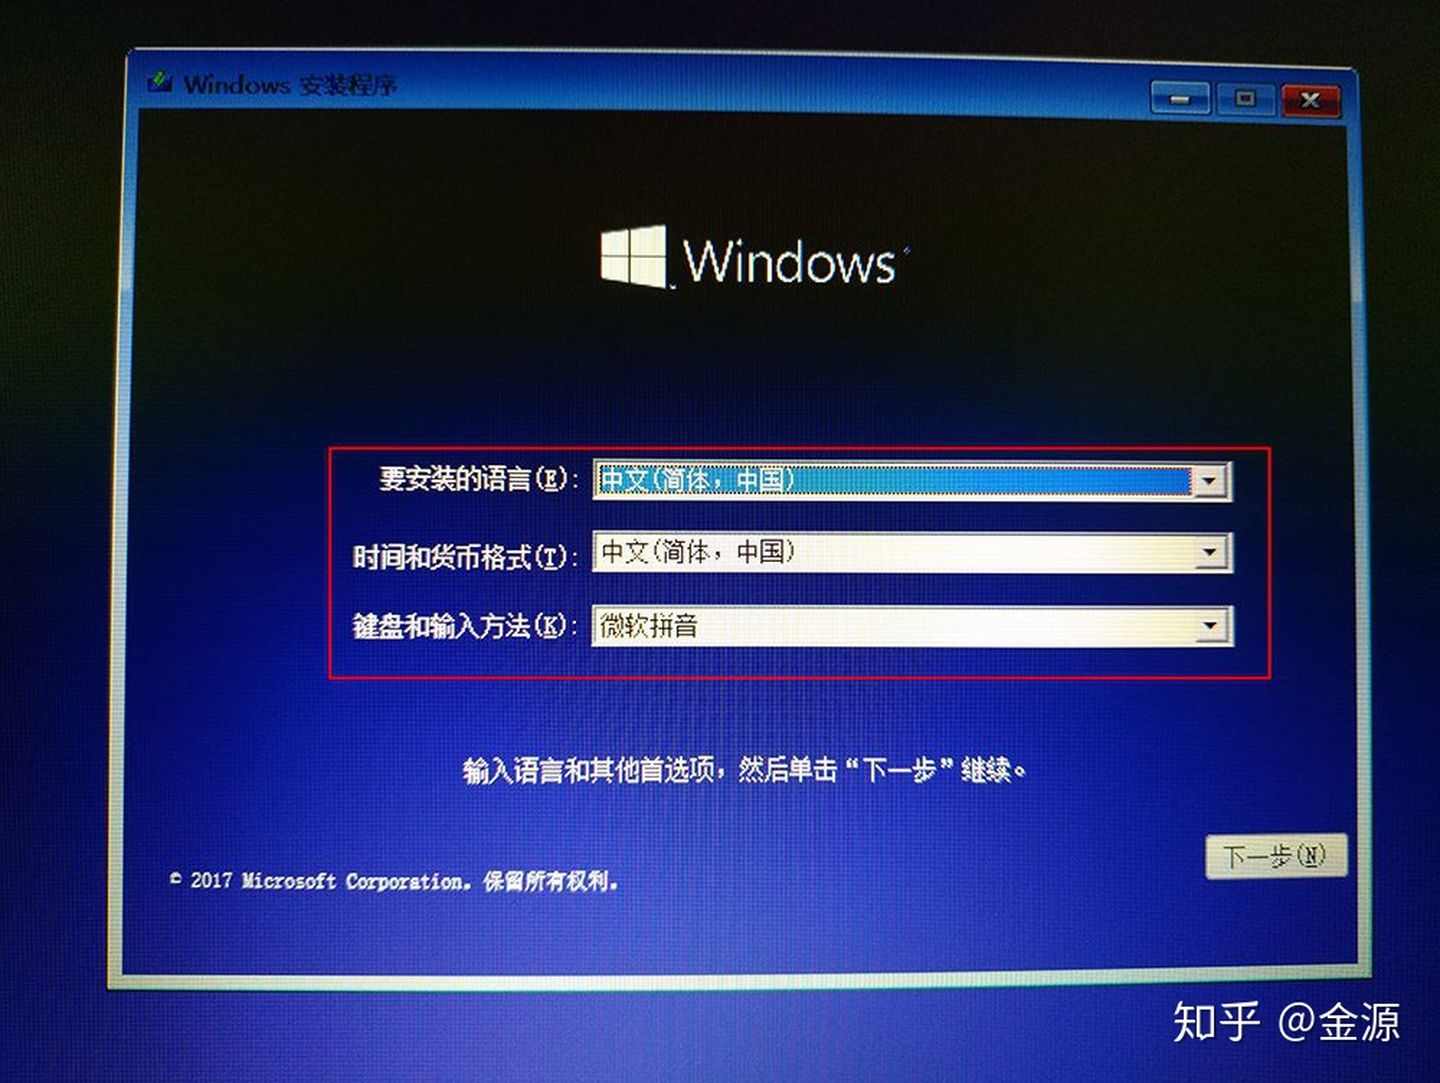 Windows 安装程序
Windows
要安装的语言(E): 中文(简体，中国)
时间和货币格式(T): 中文(简体，中国)
键盘和输入方法(K): 微软拼音
输入语言和其他首选项，然后单击“下一步”继续。
下一步(N)
© 2017 Microsoft Corporation。保留所有权利。
知乎 @金源